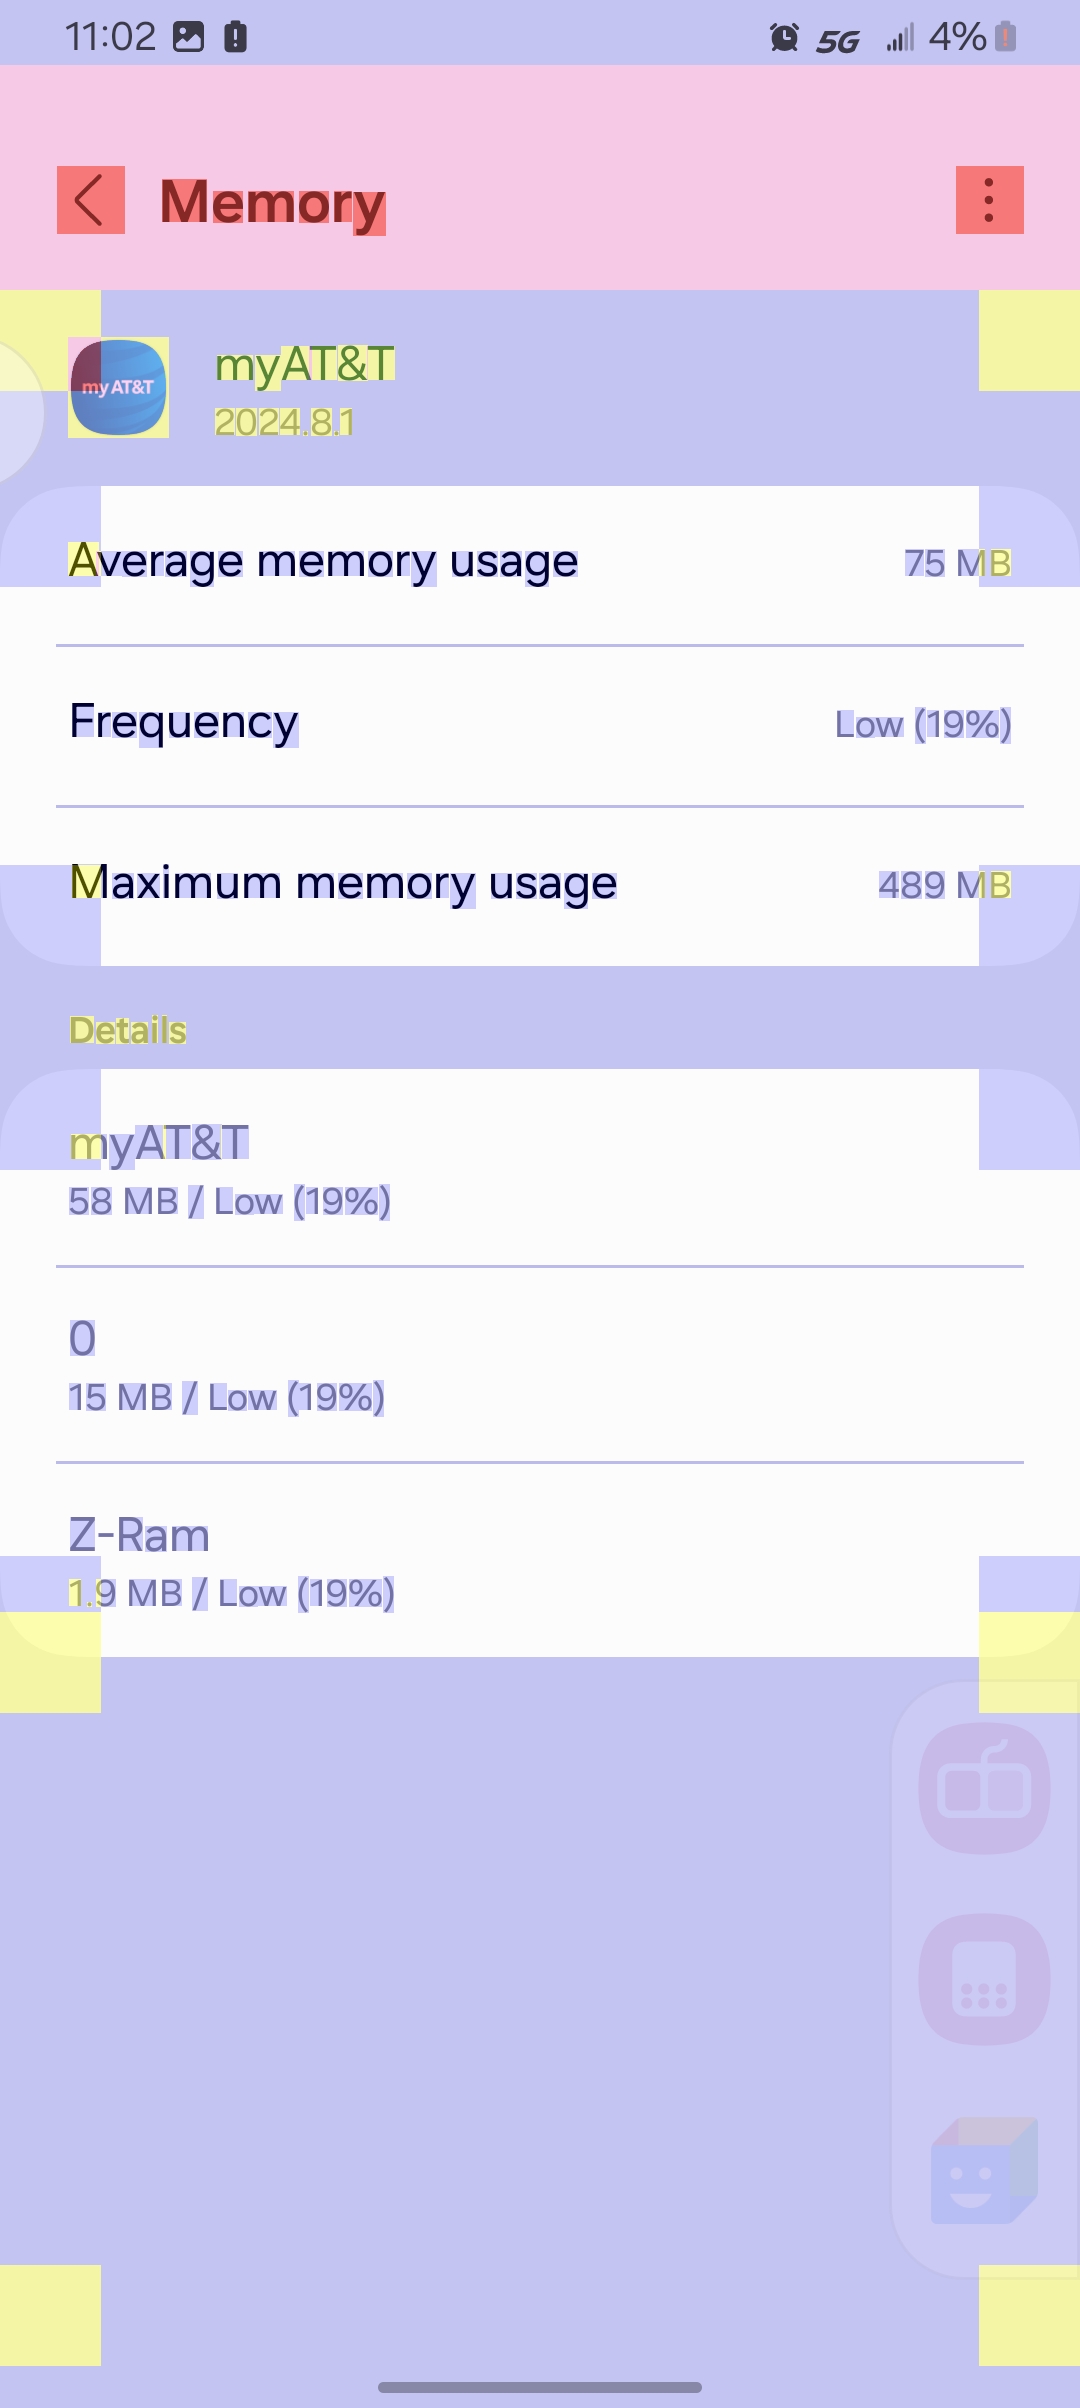 11:02 5G 4%
Memory
my AT&T
myAT&T
2024.8.1
Average memory usage 75 MB
Frequency Low (19%)
Maximum memory usage 489 MB
Details
myAT&T
58 MB / Low (19%)
0
15 MB / Low (19%)
Z-Ram
1.9 MB / Low (19%)